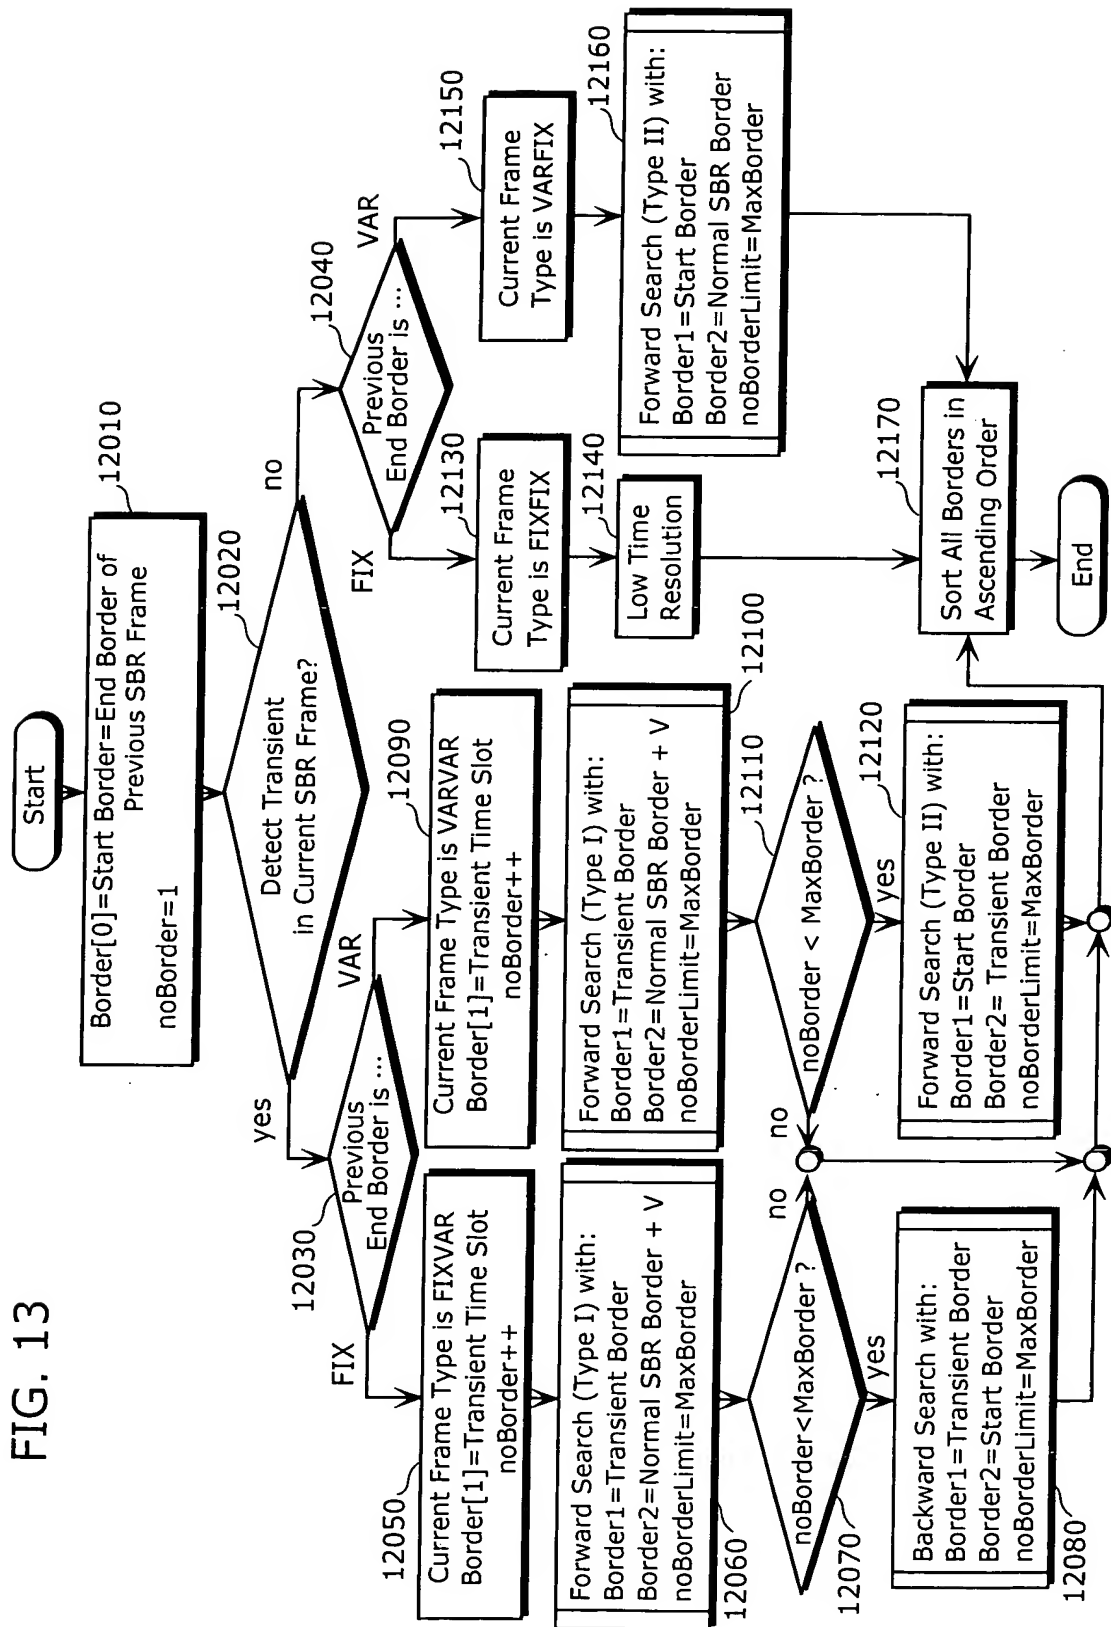 FIG. 13
Start
12010
Border[0]=Start Border=End Border of
Previous SBR Frame
noBorder=1
12020
Detect Transient
in Current SBR Frame?
yes
no
12030
Previous
End Border is ...
FIX
VAR
12040
Previous
End Border is ...
FIX
VAR
12050
Current Frame Type is FIXVAR
Border[1]=Transient Time Slot
noBorder++
12090
Current Frame Type is VARVAR
Border[1]=Transient Time Slot
noBorder++
12130
Current Frame
Type is FIXFIX
12150
Current Frame
Type is VARFIX
12060
Forward Search (Type I) with:
Border1=Transient Border
Border2=Normal SBR Border + V
noBorderLimit=MaxBorder
12100
Forward Search (Type I) with:
Border1=Transient Border
Border2=Normal SBR Border + V
noBorderLimit=MaxBorder
12140
Low Time
Resolution
12160
Forward Search (Type II) with:
Border1=Start Border
Border2=Normal SBR Border
noBorderLimit=MaxBorder
12070
noBorder<MaxBorder ?
no
yes
12110
noBorder < MaxBorder ?
no
yes
12080
Backward Search with:
Border1=Transient Border
Border2=Start Border
noBorderLimit=MaxBorder
12120
Forward Search (Type II) with:
Border1=Start Border
Border2= Transient Border
noBorderLimit=MaxBorder
12170
Sort All Borders in
Ascending Order
End